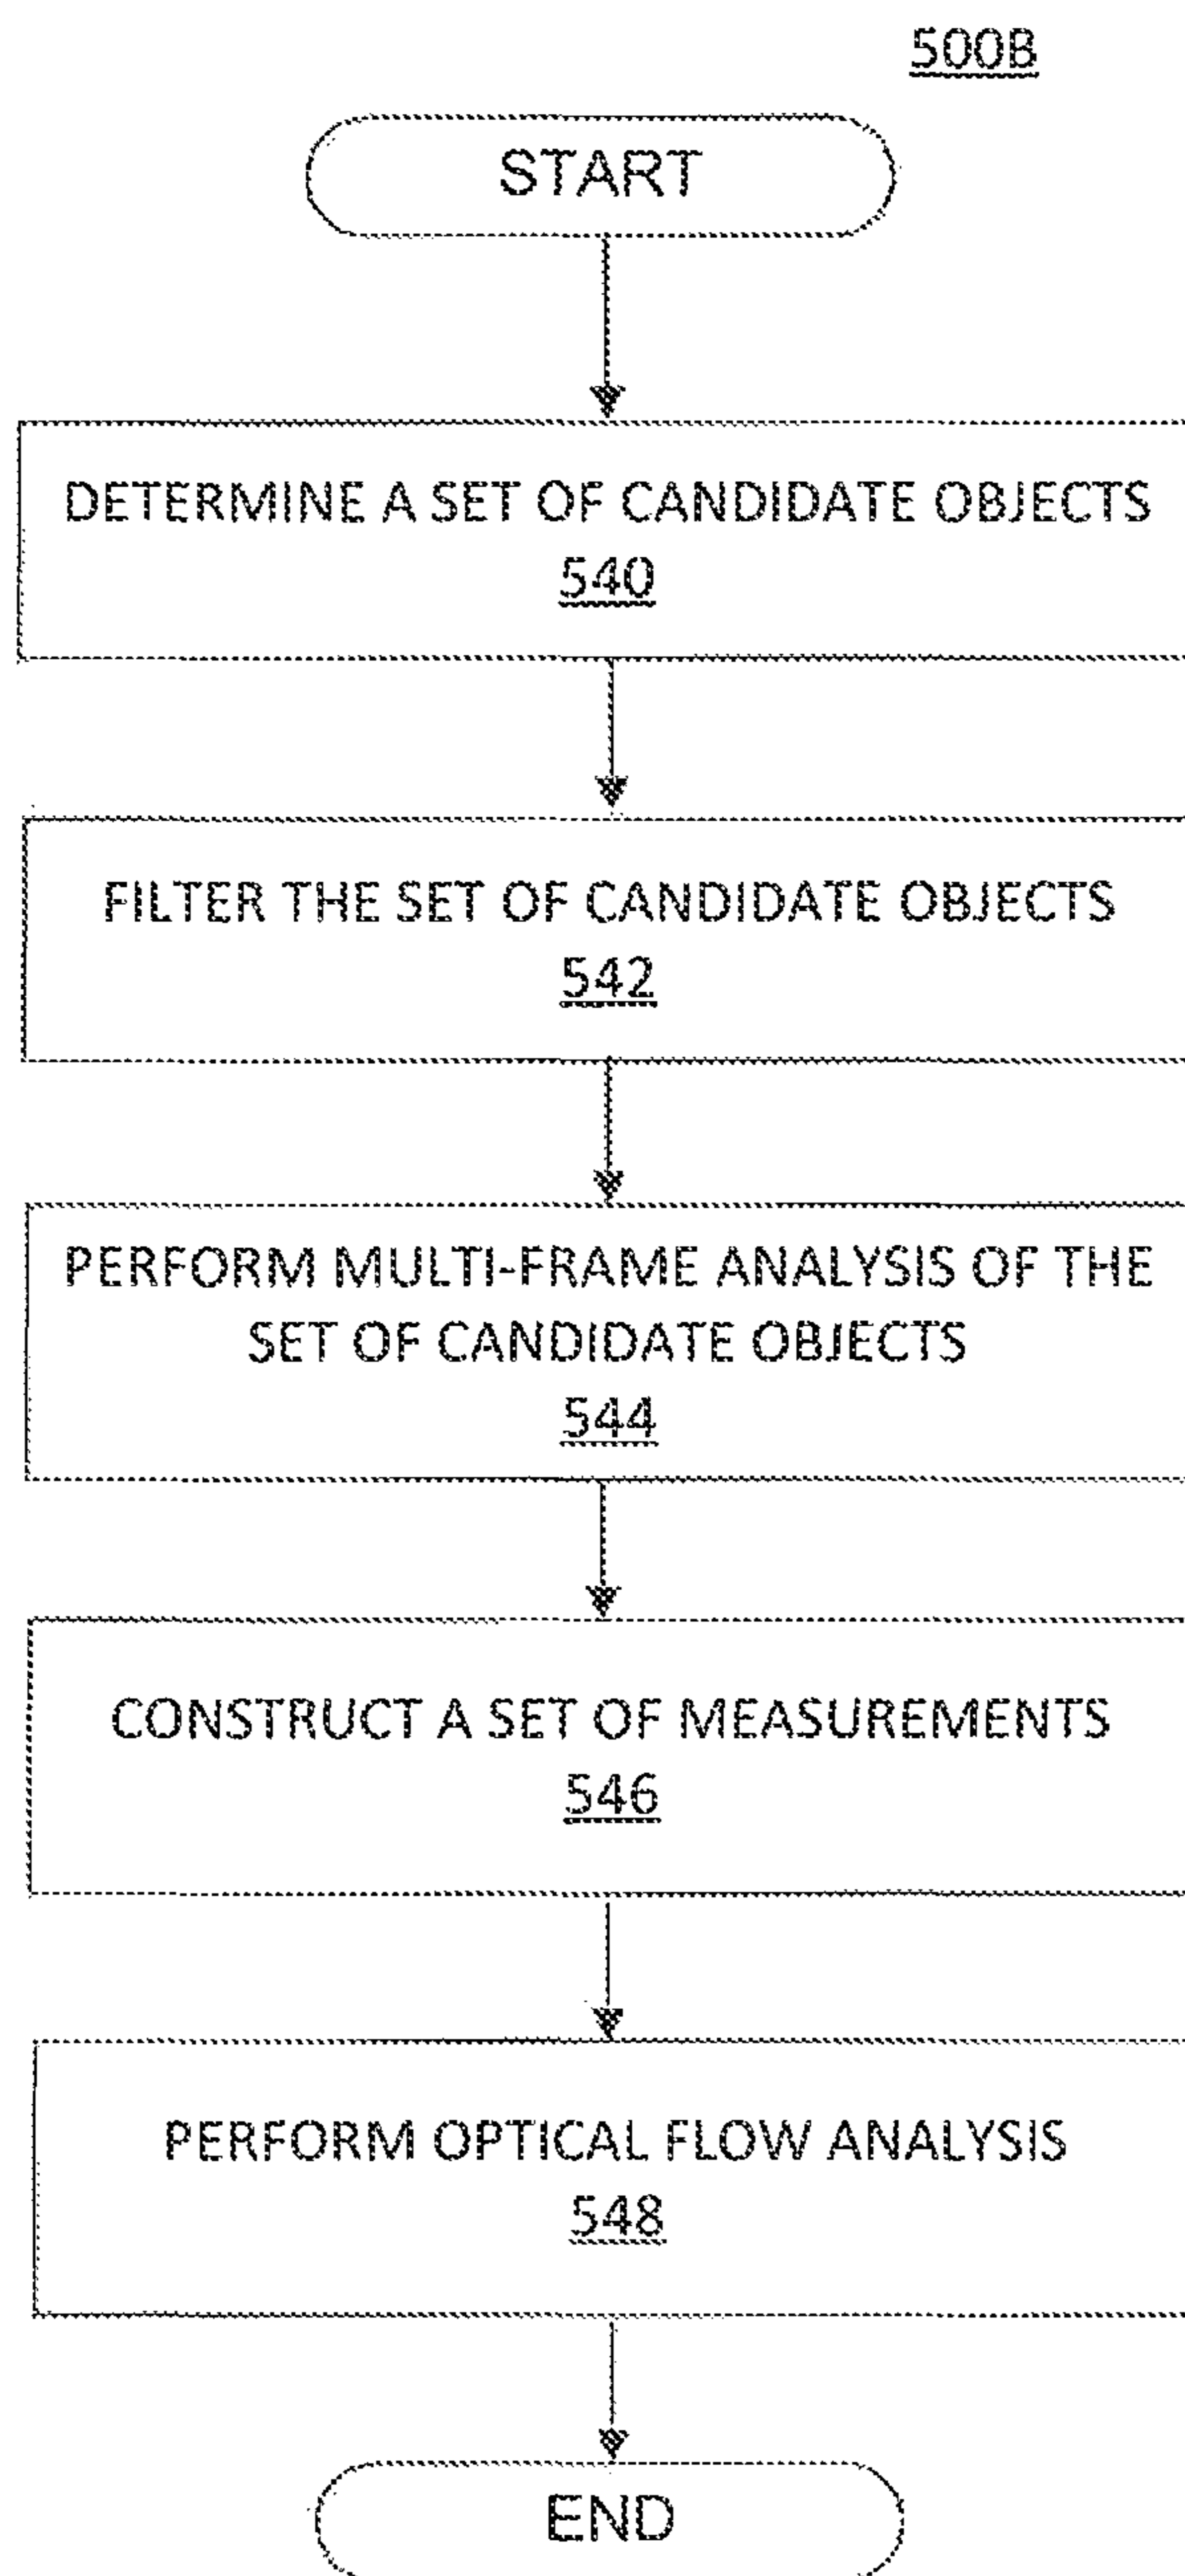 500B
START
DETERMINE A SET OF CANDIDATE OBJECTS
540
FILTER THE SET OF CANDIDATE OBJECTS
542
PERFORM MULTI-FRAME ANALYSIS OF THE
SET OF CANDIDATE OBJECTS
544
CONSTRUCT A SET OF MEASUREMENTS
546
PERFORM OPTICAL FLOW ANALYSIS
548
END